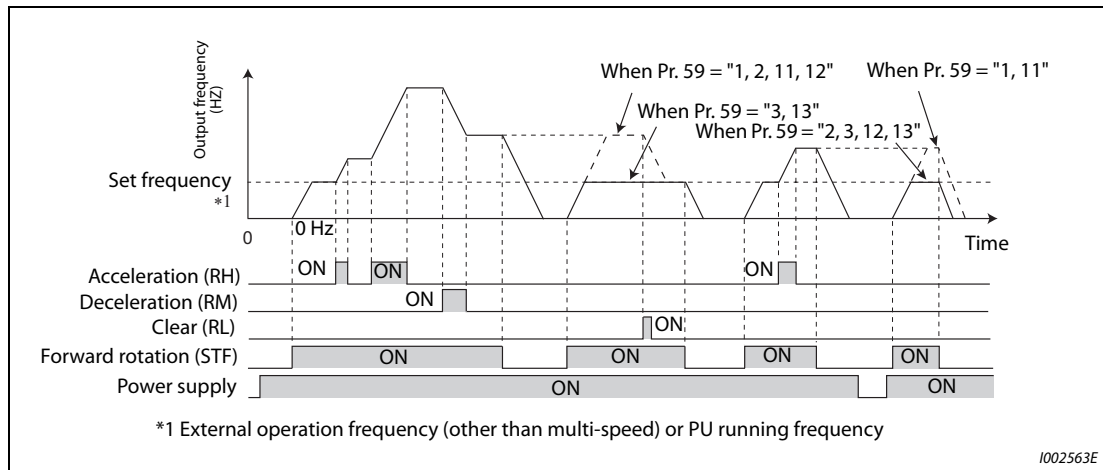 Output frequency
(HZ)
When Pr. 59 = "1, 2, 11, 12"
When Pr. 59 = "1, 11"
When Pr. 59 = "3, 13"
When Pr. 59 = "2, 3, 12, 13"
Set frequency
*1
0 Hz
0
Time
Acceleration (RH)
ON
ON
ON
Deceleration (RM)
ON
Clear (RL)
ON
Forward rotation (STF)
ON
ON
ON
ON
Power supply
ON
ON
*1 External operation frequency (other than multi-speed) or PU running frequency
I002563E